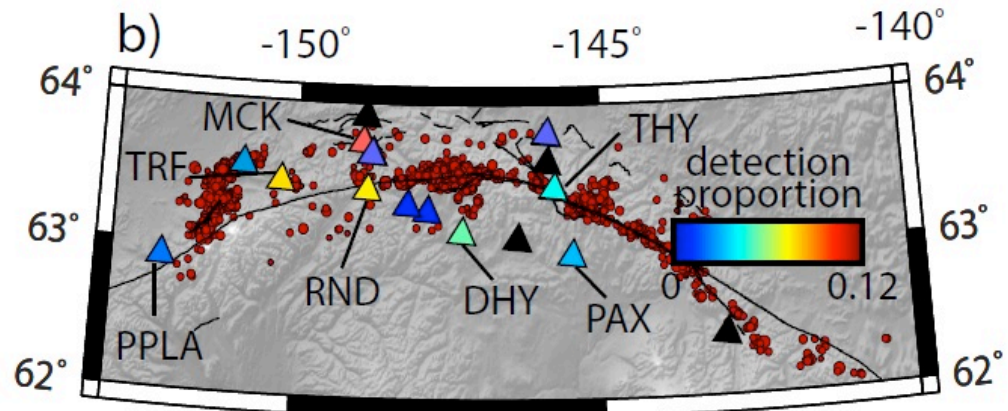 b)
-150°
-145°
-140°
64°
64°
MCK
THY
TRF
detection
proportion
63°
63°
RND
DHY
PAX
0
0.12
PPLA
62°
62°